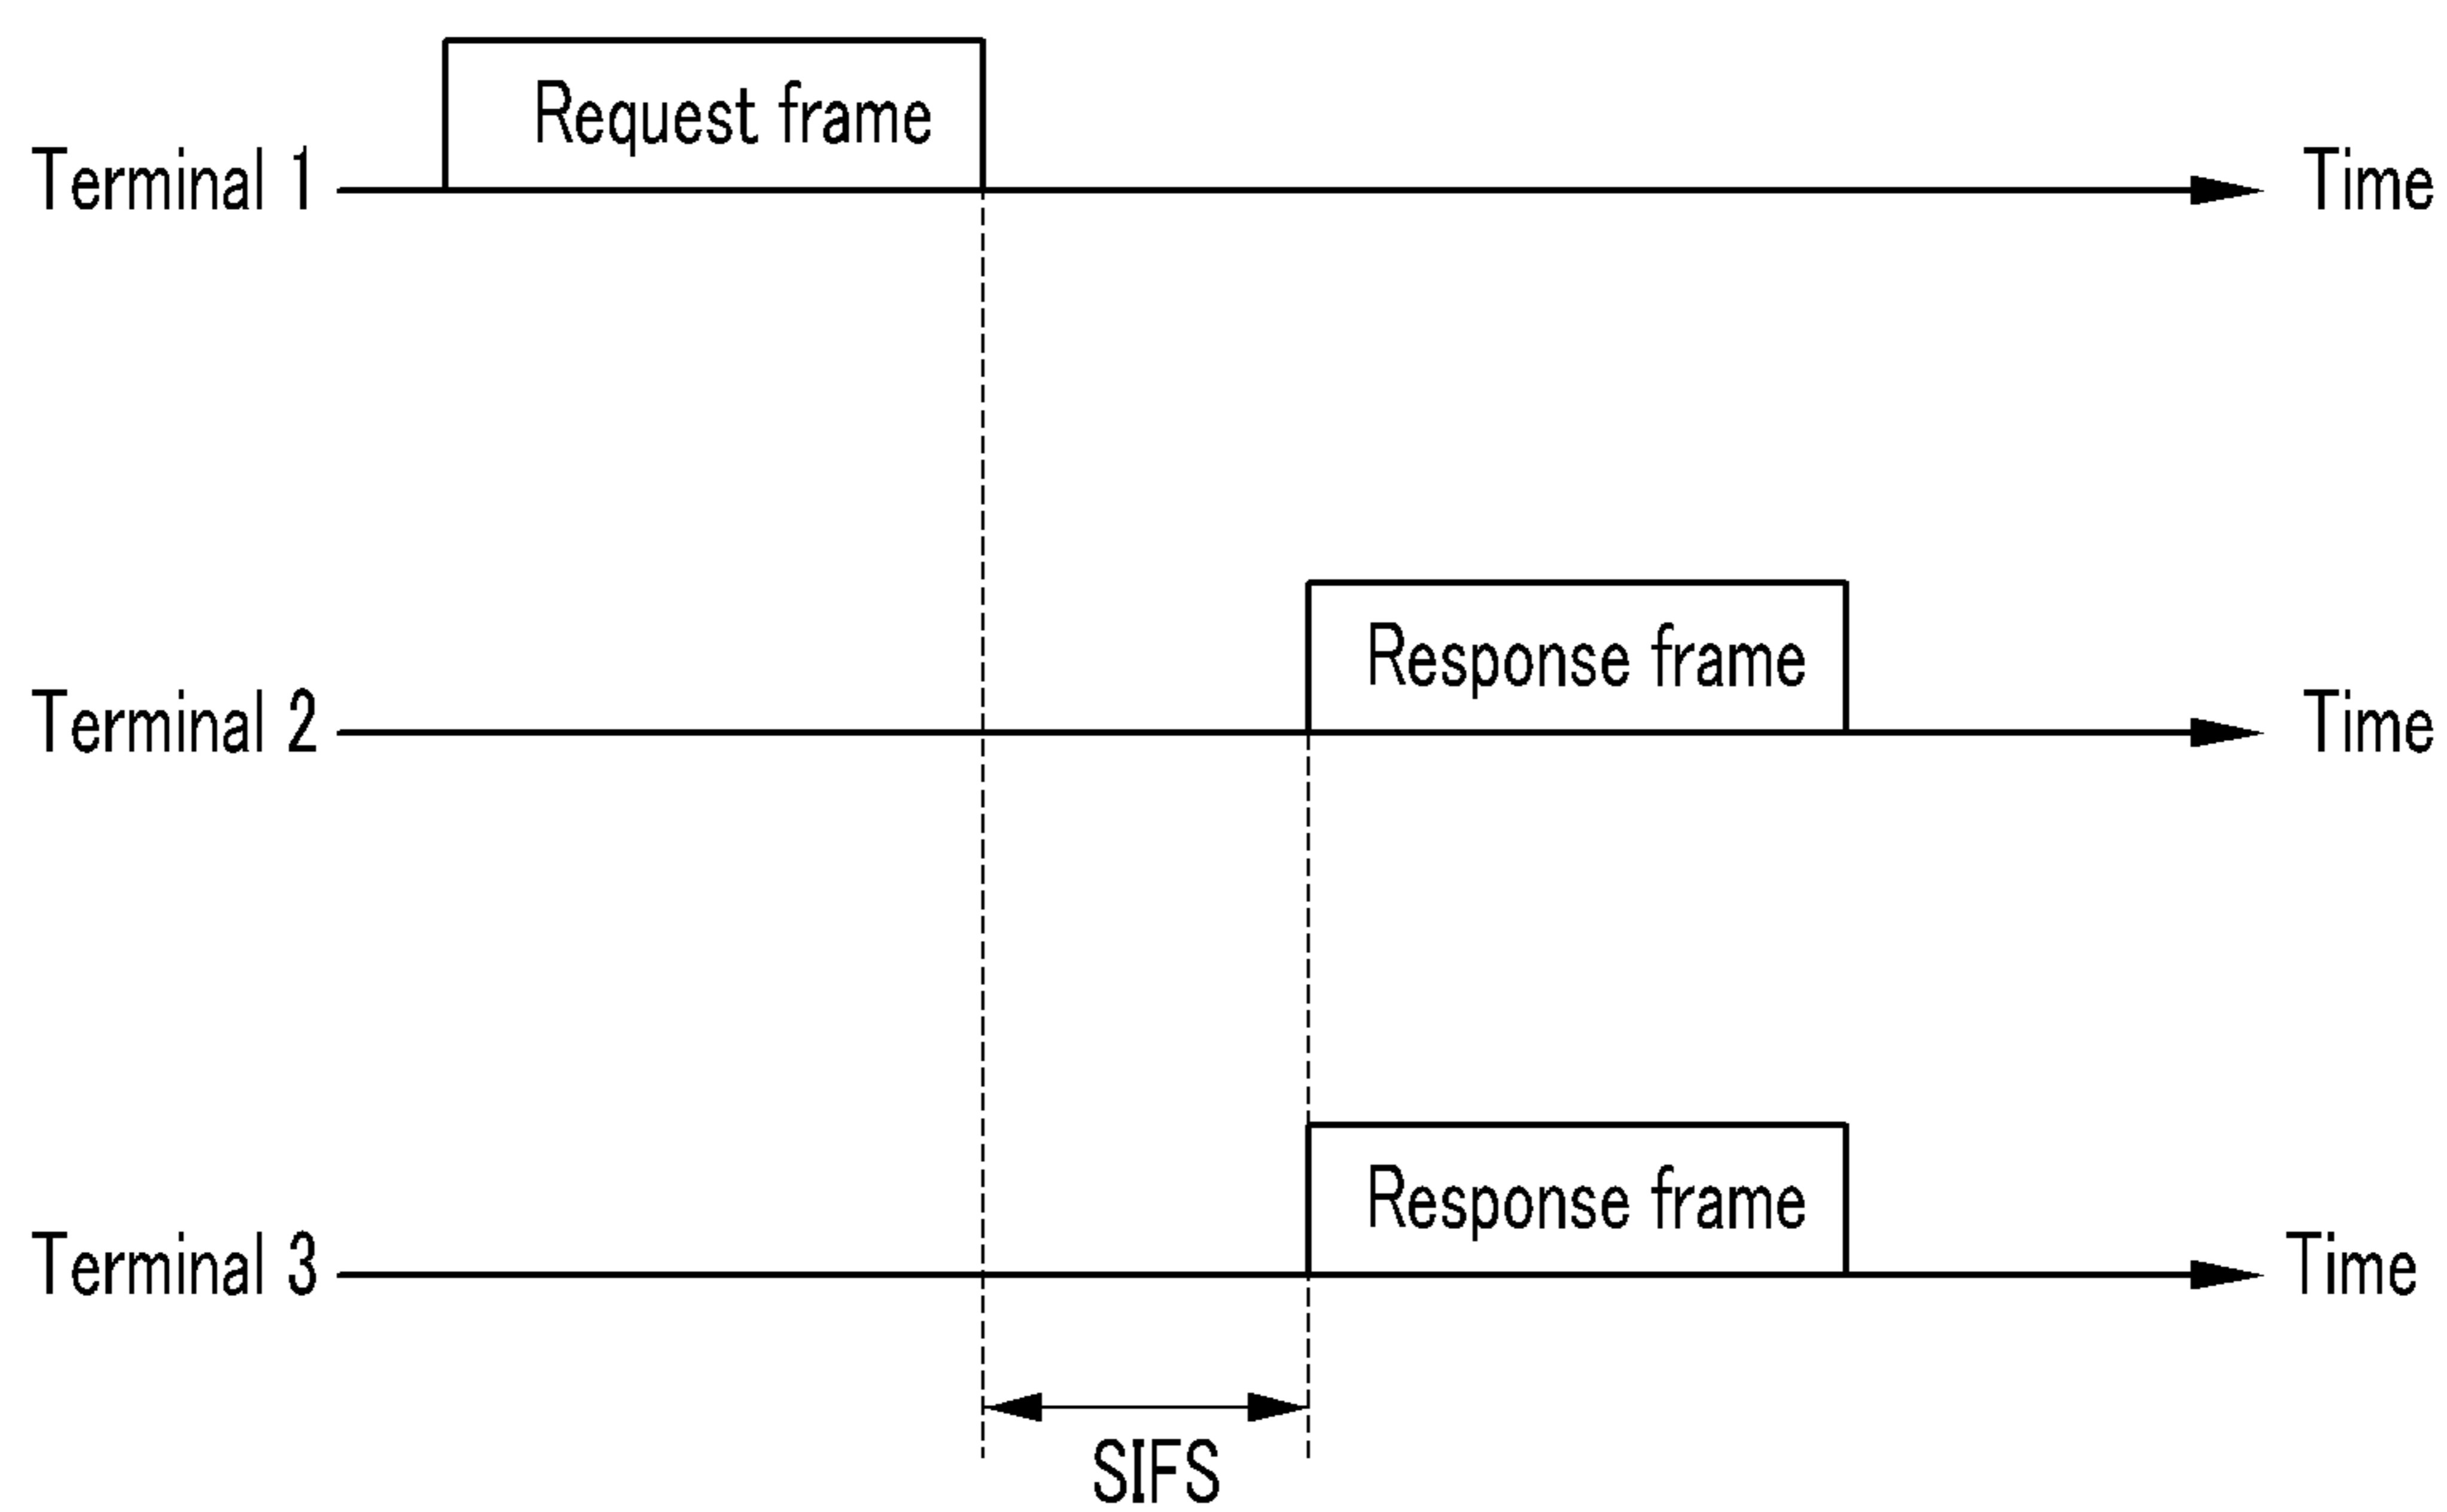 Request frame
Terminal 1
Time
Response frame
Terminal 2
Time
Response frame
Terminal 3
Time
SIFS